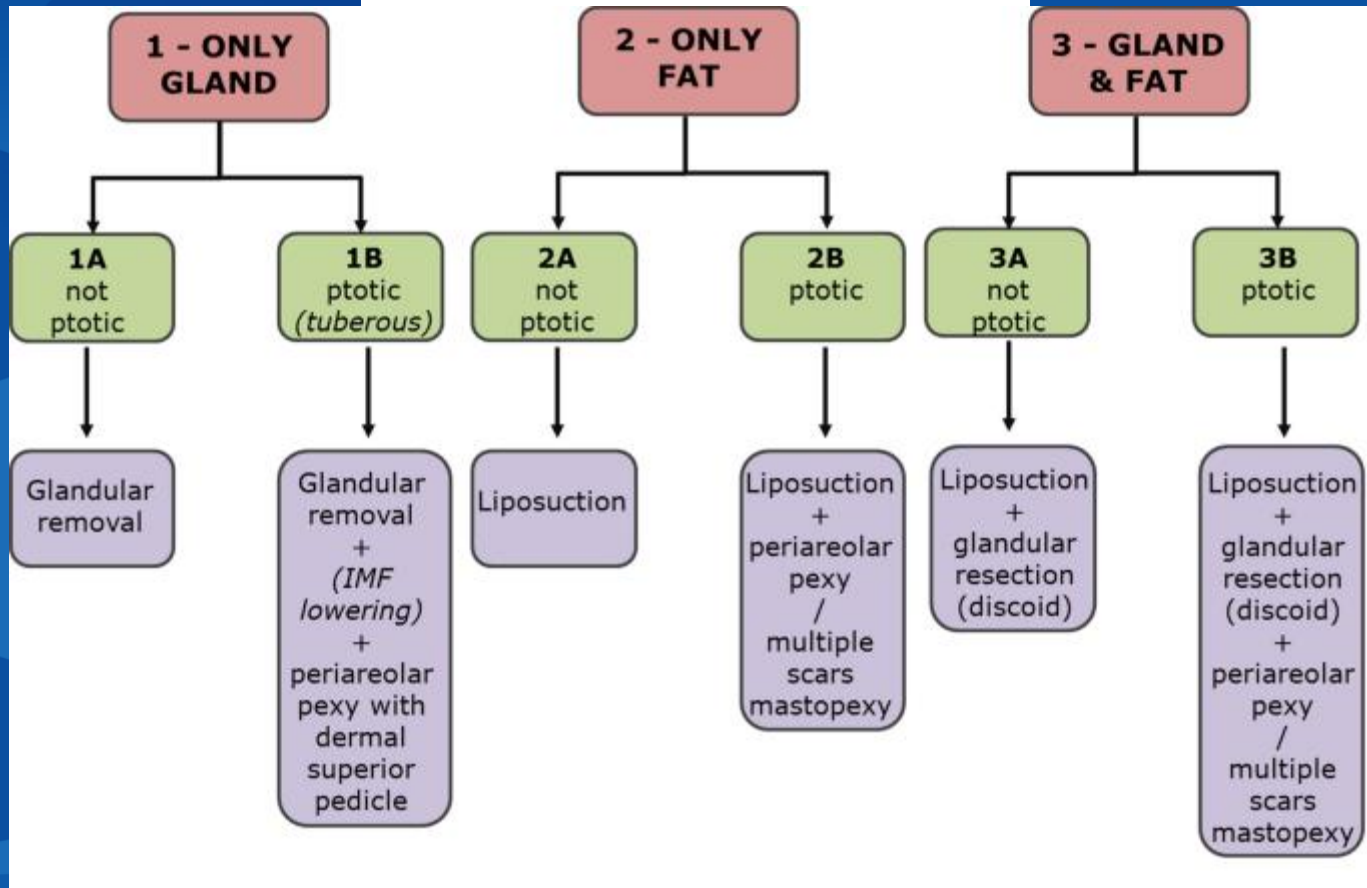 1 - ONLY
GLAND
2 - ONLY
FAT
3 - GLAND
& FAT
1A
not
ptotic
1B
ptotic
(tuberous)
2A
not
ptotic
2B
ptotic
3A
not
ptotic
3B
ptotic
Glandular
removal
Glandular
removal
+
(IMF
lowering)
+
periareolar
pexy with
dermal
superior
pedicle
Liposuction
Liposuction
+
periareolar
pexy
/
multiple
scars
mastopexy
Liposuction
+
glandular
resection
(discoid)
Liposuction
+
glandular
resection
(discoid)
+
periareolar
pexy
/
multiple
scars
mastopexy